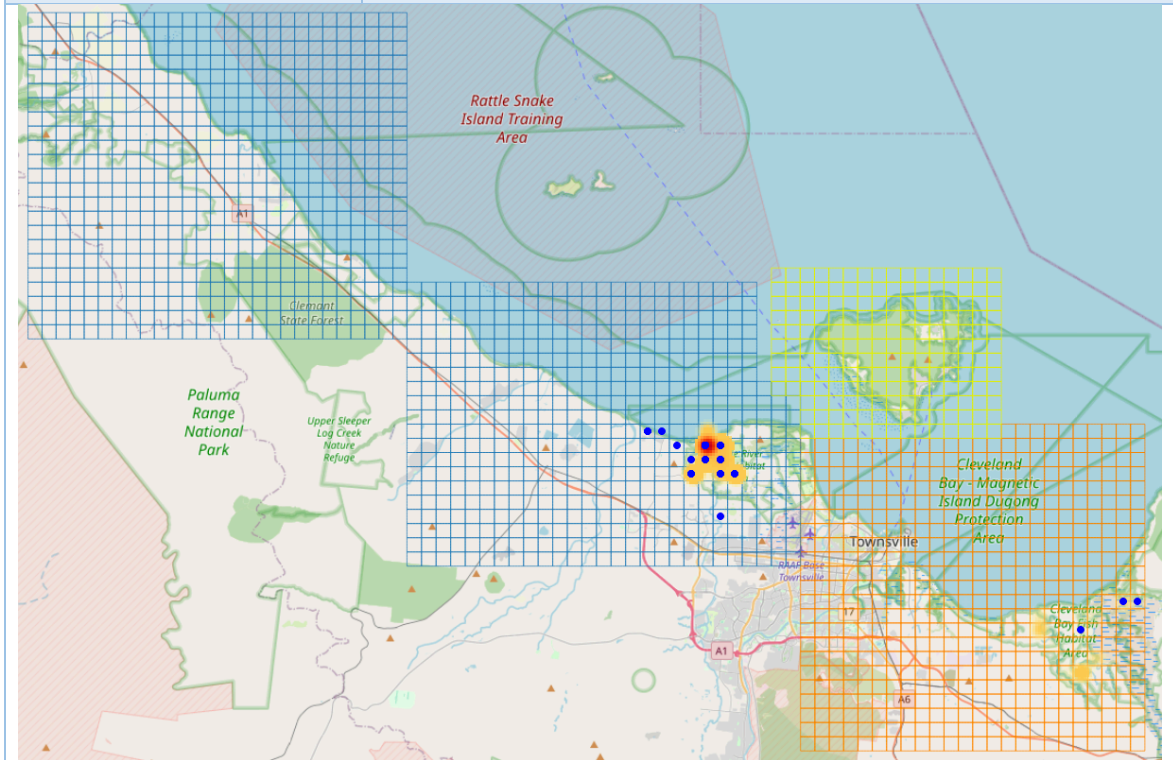 Rattle Snake
Island Training
Area
A1
Clemant
State Forest
Paluma
Range
National
Park
Upper Sleeper
Log Creek
Nature
Refuge
River
Cleveland
Bay - Magnetic
Island Dugong
Protection
Area
Townsville
RAAF Base
Townsville
17
Cleveland
Bay Fish
Habitat
Area
A1
A6